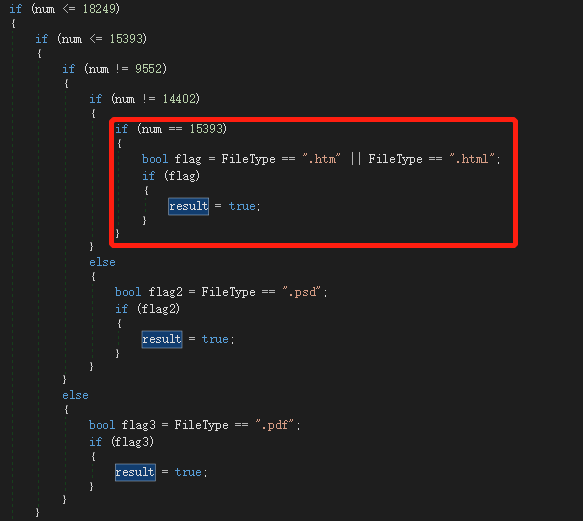 if (num <= 18249)
{
if (num <= 15393)
{
if (num != 9552)
{
if (num != 14402)
{
if (num == 15393)
{
bool flag = FileType == ".htm" || FileType == ".html";
if (flag)
{
result = true;
}
}
}
else
{
bool flag2 = FileType == ".psd";
if (flag2)
{
result = true;
}
}
}
else
{
bool flag3 = FileType == ".pdf";
if (flag3)
{
result = true;
}
}
}